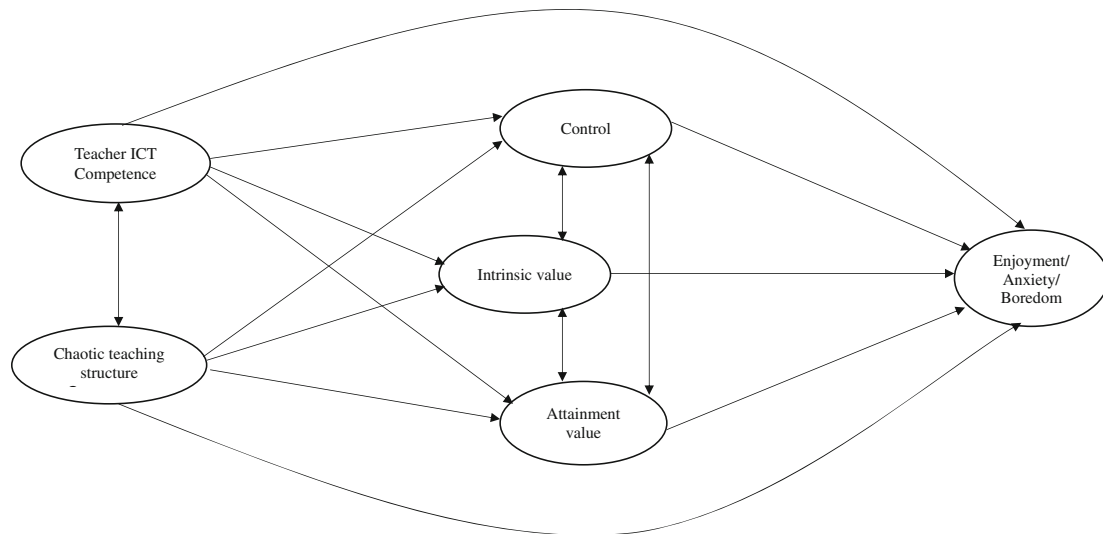 Teacher ICT
Competence
Control
Intrinsic value
Enjoyment/
Anxiety/
Boredom
Chaotic teaching
structure
Attainment
value